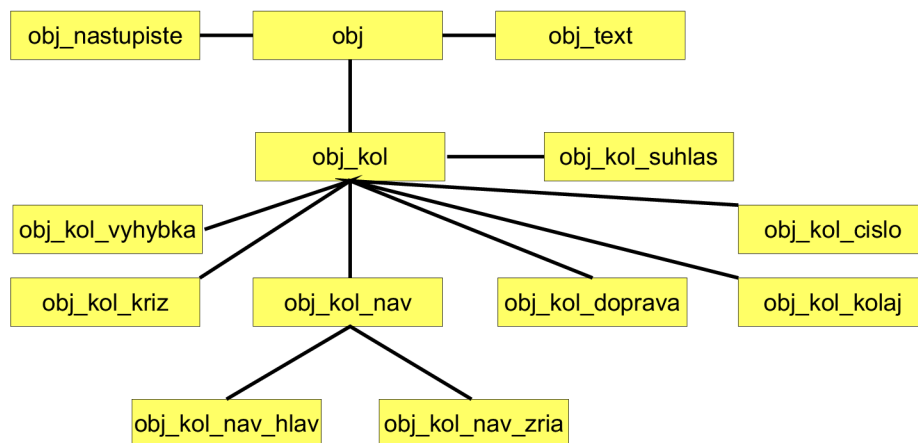 obj_nastupiste
obj
obj_text
obj_kol
obj_kol_suhlas
obj_kol_vyhybka
obj_kol_cislo
obj_kol_kriz
obj_kol_nav
obj_kol_doprava
obj_kol_kolaj
obj_kol_nav_hlav
obj_kol_nav_zria